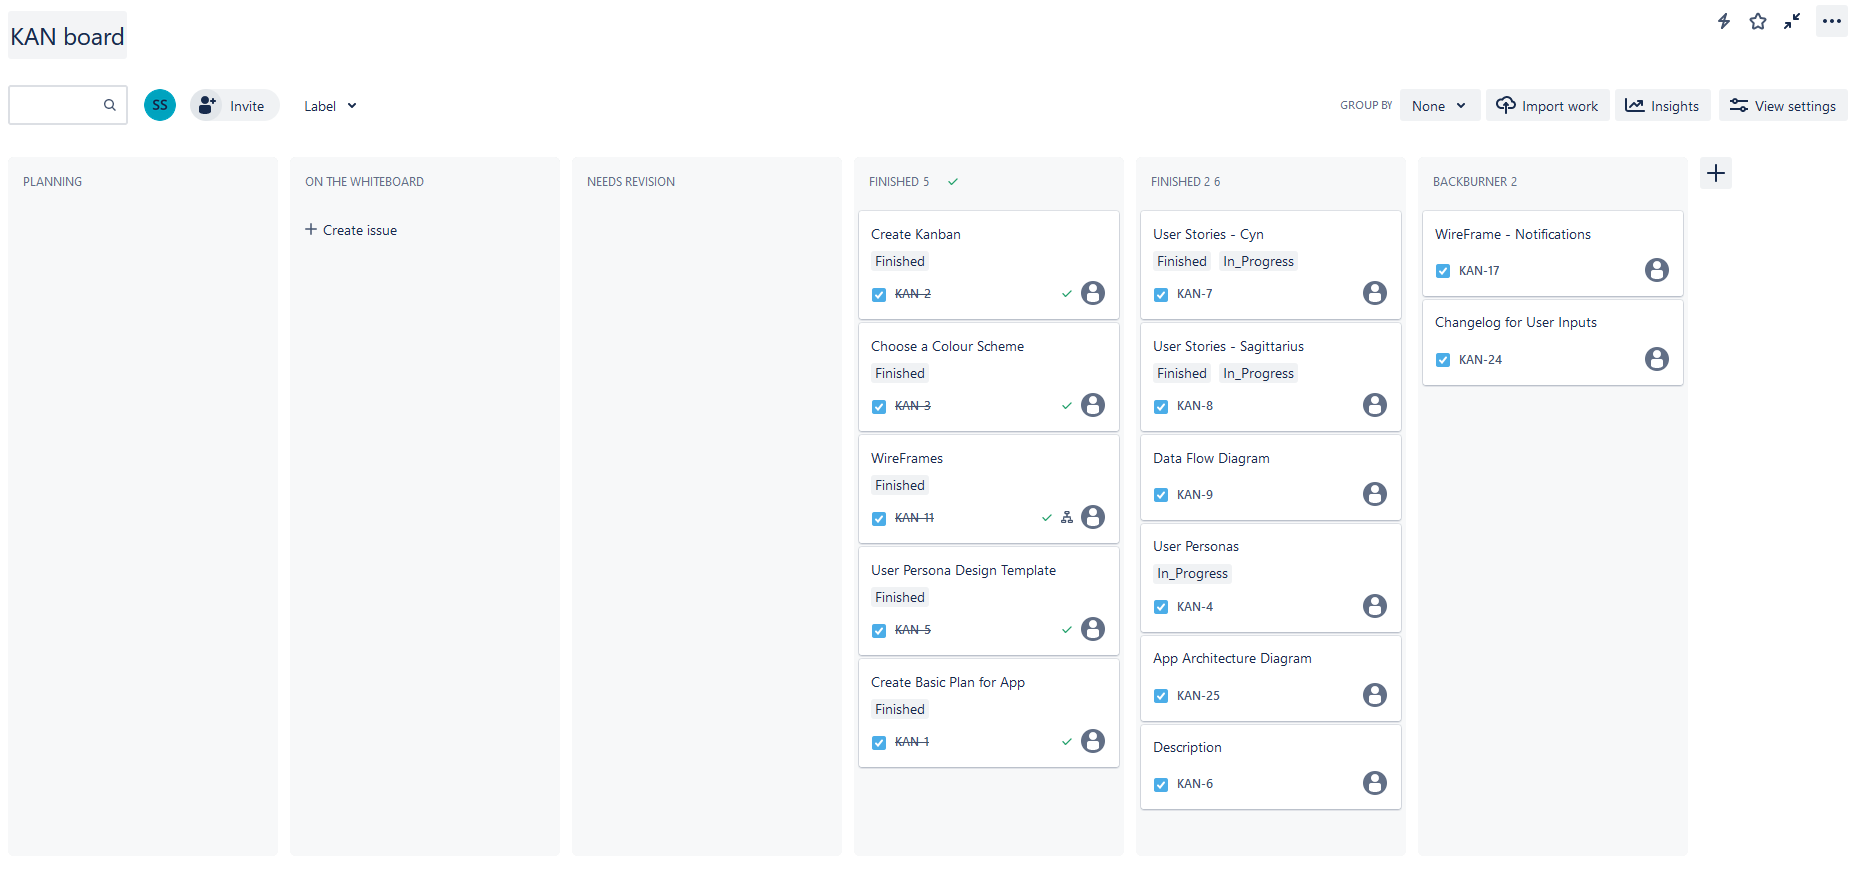 KAN board
SS
Invite
Label
GROUP BY
None
Import work
Insights
View settings
PLANNING
ON THE WHITEBOARD
Create issue
NEEDS REVISION
FINISHED 5
Create Kanban
Finished
KAN-2
Choose a Colour Scheme
Finished
KAN-3
WireFrames
Finished
KAN-11
User Persona Design Template
Finished
KAN-5
Create Basic Plan for App
Finished
KAN-1
FINISHED 2 6
User Stories - Cyn
Finished In_Progress
KAN-7
User Stories - Sagittarius
Finished In_Progress
KAN-8
Data Flow Diagram
KAN-9
User Personas
In_Progress
KAN-4
App Architecture Diagram
KAN-25
Description
KAN-6
BACKBURNER 2
WireFrame - Notifications
KAN-17
Changelog for User Inputs
KAN-24